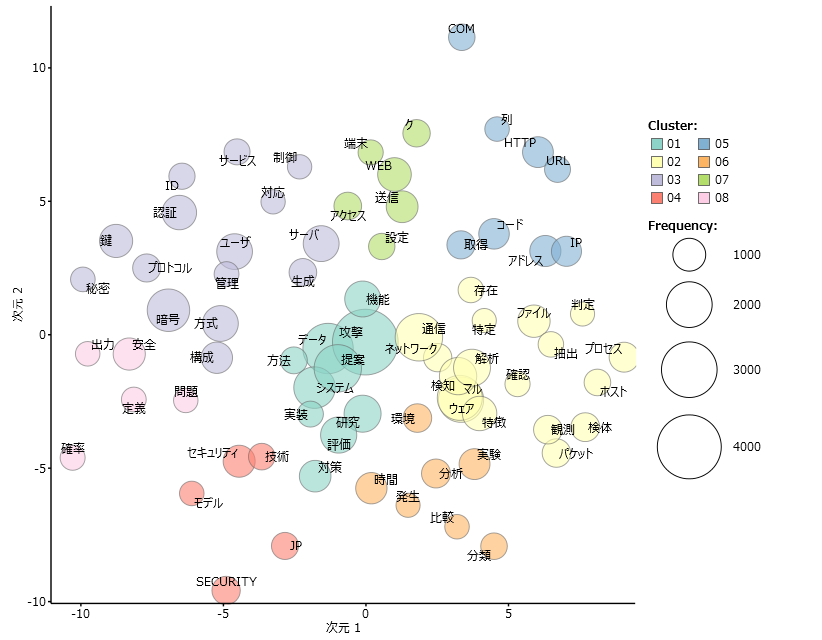 COM
10
列
ク
HTTP
端末
URL
サービス
制御
WEB
ID
対応
送信
5
認証
アクセス
コード
鍵
ユーザ
サーバ
設定
取得
IP
アドレス
プロトコル
管理
生成
秘密
機能
存在
暗号
方式
攻撃
通信
特定
ファイル
判定
0
データ
出力
安全
構成
方法
提案
ネットワーク
解析
抽出
プロセス
確認
システム
検知
マル
ホスト
問題
定義
実装
ウェア
研究
環境
特徴
観測
検体
評価
確率
セキュリティ
技術
対策
実験
パケット
-5
時間
分析
モデル
発生
比較
JP
分類
SECURITY
-10
-10
-5
0
5
次元 1
次元 2
Cluster:
01
05
02
06
03
07
04
08
Frequency:
1000
2000
3000
4000